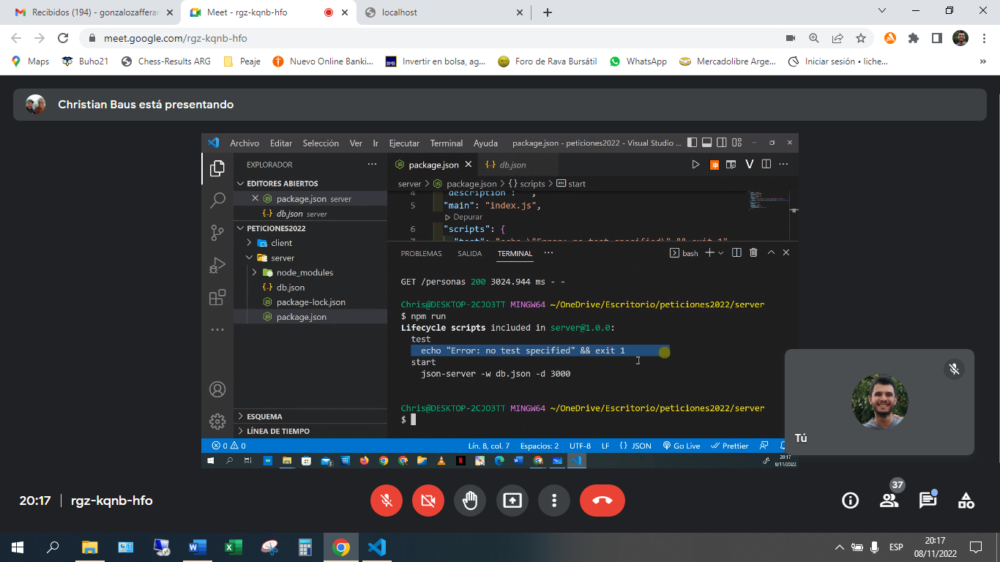 Recibidos (194) - gonzalozafferar
Meet - rgz-kqnb-hfo
localhost
meet.google.com/rgz-kqnb-hfo
Maps
Buho21
Chess-Results ARG
Peaje
Nuevo Online Banki...
Invertir en bolsa, ag...
Foro de Rava Bursátil
WhatsApp
Mercadolibre Arge...
Iniciar sesión • liche...
»
Christian Baus está presentando
Archivo Editar Selección Ver Ir Ejecutar Terminal Ayuda package.json - peticiones2022 - Visual Studio ...
EXPLORADOR
package.json
{..} db.json
EDITORES ABIERTOS
server > package.json > {} scripts > start
package.json server
{..} db.json server
PETICIONES2022
client
server
node_modules
{..} db.json
package-lock.json
package.json
4 "description": "",
5 "main": "index.js",
Depurar
6 "scripts": {
7 "test": "echo \"Error: no test specified\" && exit 1"
PROBLEMAS SALIDA TERMINAL ... bash
GET /personas 200 3024.944 ms - -
Chris@DESKTOP-2CJO3TT MINGW64 ~/OneDrive/Escritorio/peticiones2022/server
$ npm run
Lifecycle scripts included in server@1.0.0:
test
echo "Error: no test specified" && exit 1
start
json-server -w db.json -d 3000
Chris@DESKTOP-2CJO3TT MINGW64 ~/OneDrive/Escritorio/peticiones2022/server
$
ESQUEMA
LÍNEA DE TIEMPO
0 0 Lín. 8, col. 7 Espacios: 2 UTF-8 LF {} JSON Go Live Prettier
20:17
8/11/2022
Tú
20:17 | rgz-kqnb-hfo
37
ESP
20:17
08/11/2022